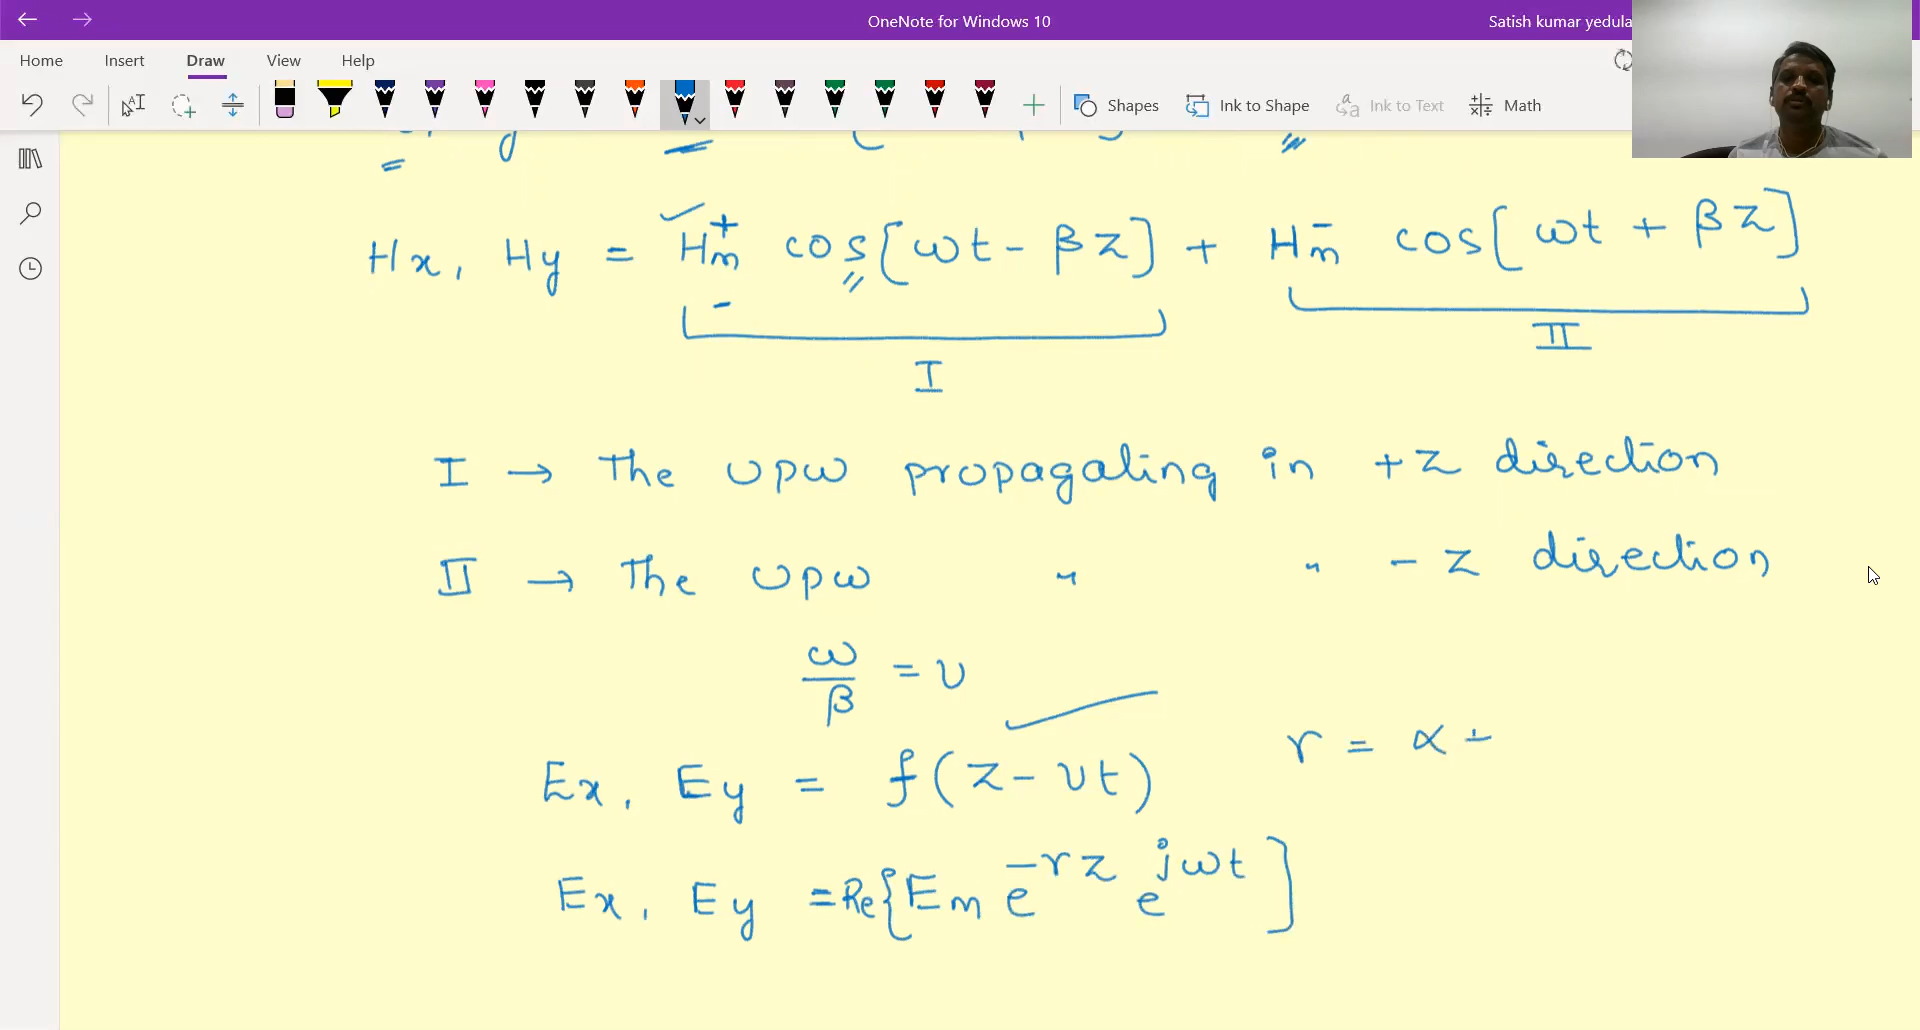 OneNote for Windows 10
Satish kumar yedula
Home Insert Draw View Help
Shapes Ink to Shape Ink to Text Math
Hx, Hy = Hm⁺ cos[ωt - βz] + Hm⁻ cos[ωt + βz]
I II
I → The UPW propagating in +z direction
II → The UPW " " - z direction
ω/β = υ
Ex, Ey = f(z - υt) r = α +
Ex, Ey = Re{Em e^-rz e^jωt]